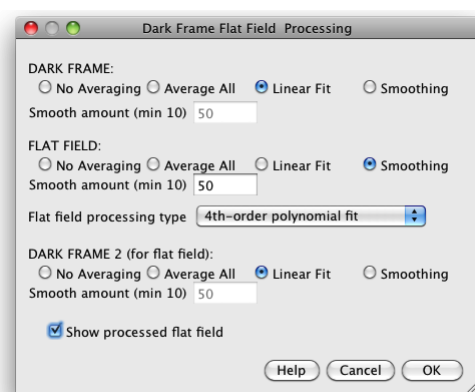 Dark Frame Flat Field Processing
DARK FRAME:
No Averaging Average All Linear Fit Smoothing
Smooth amount (min 10) 50
FLAT FIELD:
No Averaging Average All Linear Fit Smoothing
Smooth amount (min 10) 50
Flat field processing type 4th-order polynomial fit
DARK FRAME 2 (for flat field):
No Averaging Average All Linear Fit Smoothing
Smooth amount (min 10) 50
Show processed flat field
Help Cancel OK